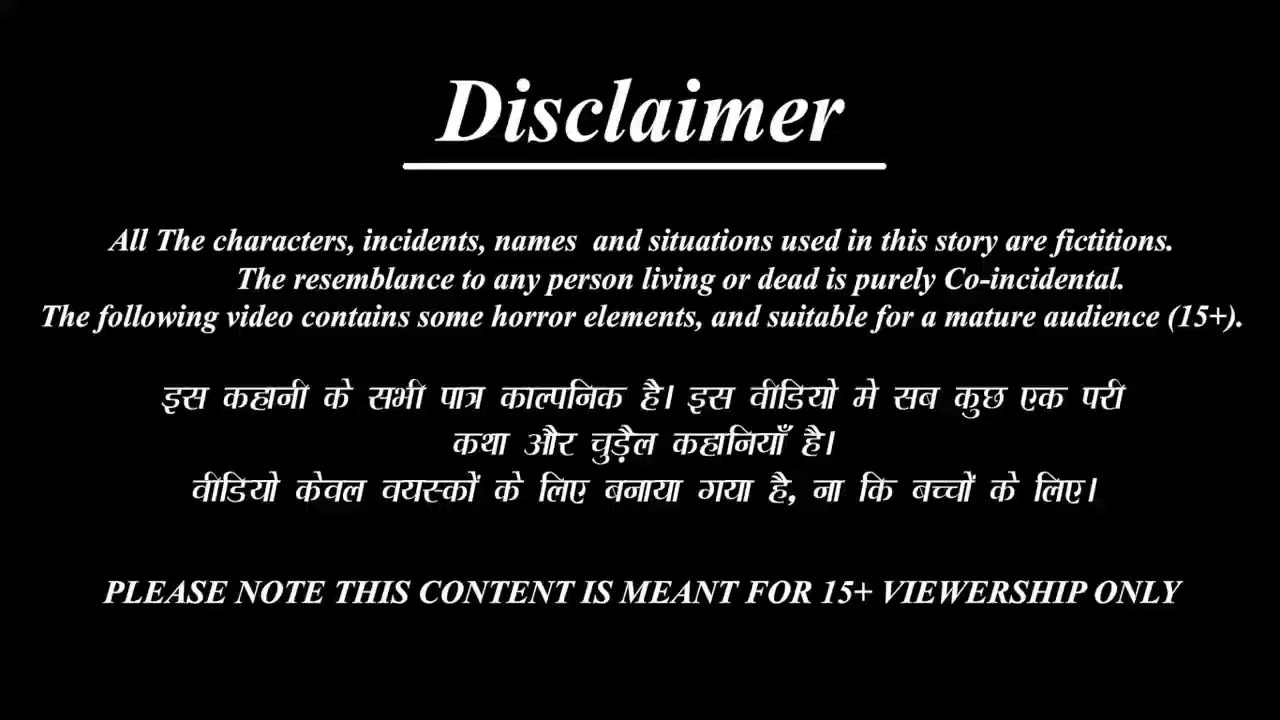 Disclaimer
All The characters, incidents, names and situations used in this story are fictitions.
The resemblance to any person living or dead is purely Co-incidental.
The following video contains some horror elements, and suitable for a mature audience (15+).
इस कहानी के सभी पात्र काल्पनिक है। इस वीडियो मे सब कुछ एक परी
कथा और चुड़ैल कहानियाँ है।
वीडियो केवल वयस्कों के लिए बनाया गया है, ना कि बच्चों के लिए।
PLEASE NOTE THIS CONTENT IS MEANT FOR 15+ VIEWERSHIP ONLY